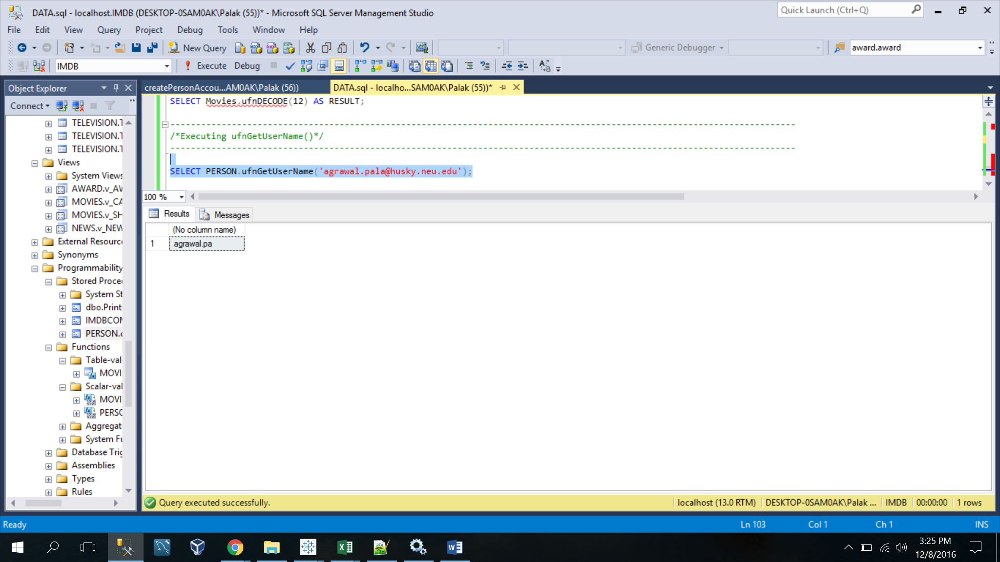 DATA.sql - localhost.IMDB (DESKTOP-0SAM0AK\Palak (55))* - Microsoft SQL Server Management Studio
Quick Launch (Ctrl+Q)
File Edit View Query Project Debug Tools Window Help
New Query
Generic Debugger
award.award
IMDB
Execute Debug
Object Explorer
Connect
TELEVISION.T
TELEVISION.T
TELEVISION.T
Views
System Views
AWARD.v_AW
MOVIES.v_CA
MOVIES.v_SH
NEWS.v_NEW
External Resourc
Synonyms
Programmability
Stored Proce
System St
dbo.Print
IMDBCOM
PERSON.c
Functions
Table-val
MOVI
Scalar-val
MOVI
PERSC
Aggregat
System Fu
Database Trig
Assemblies
Types
Rules
createPersonAccou...AM0AK\Palak (56))
DATA.sql - localho...SAM0AK\Palak (55))*
SELECT Movies.ufnDECODE(12) AS RESULT;
/*Executing ufnGetUserName()*/
SELECT PERSON.ufnGetUserName('agrawal.pala@husky.neu.edu');
100 %
Results Messages
(No column name)
1 agrawal.pa
Query executed successfully.
localhost (13.0 RTM) DESKTOP-0SAM0AK\Palak ... IMDB 00:00:00 1 rows
Ready
Ln 103 Col 1 Ch 1 INS
3:25 PM
12/8/2016